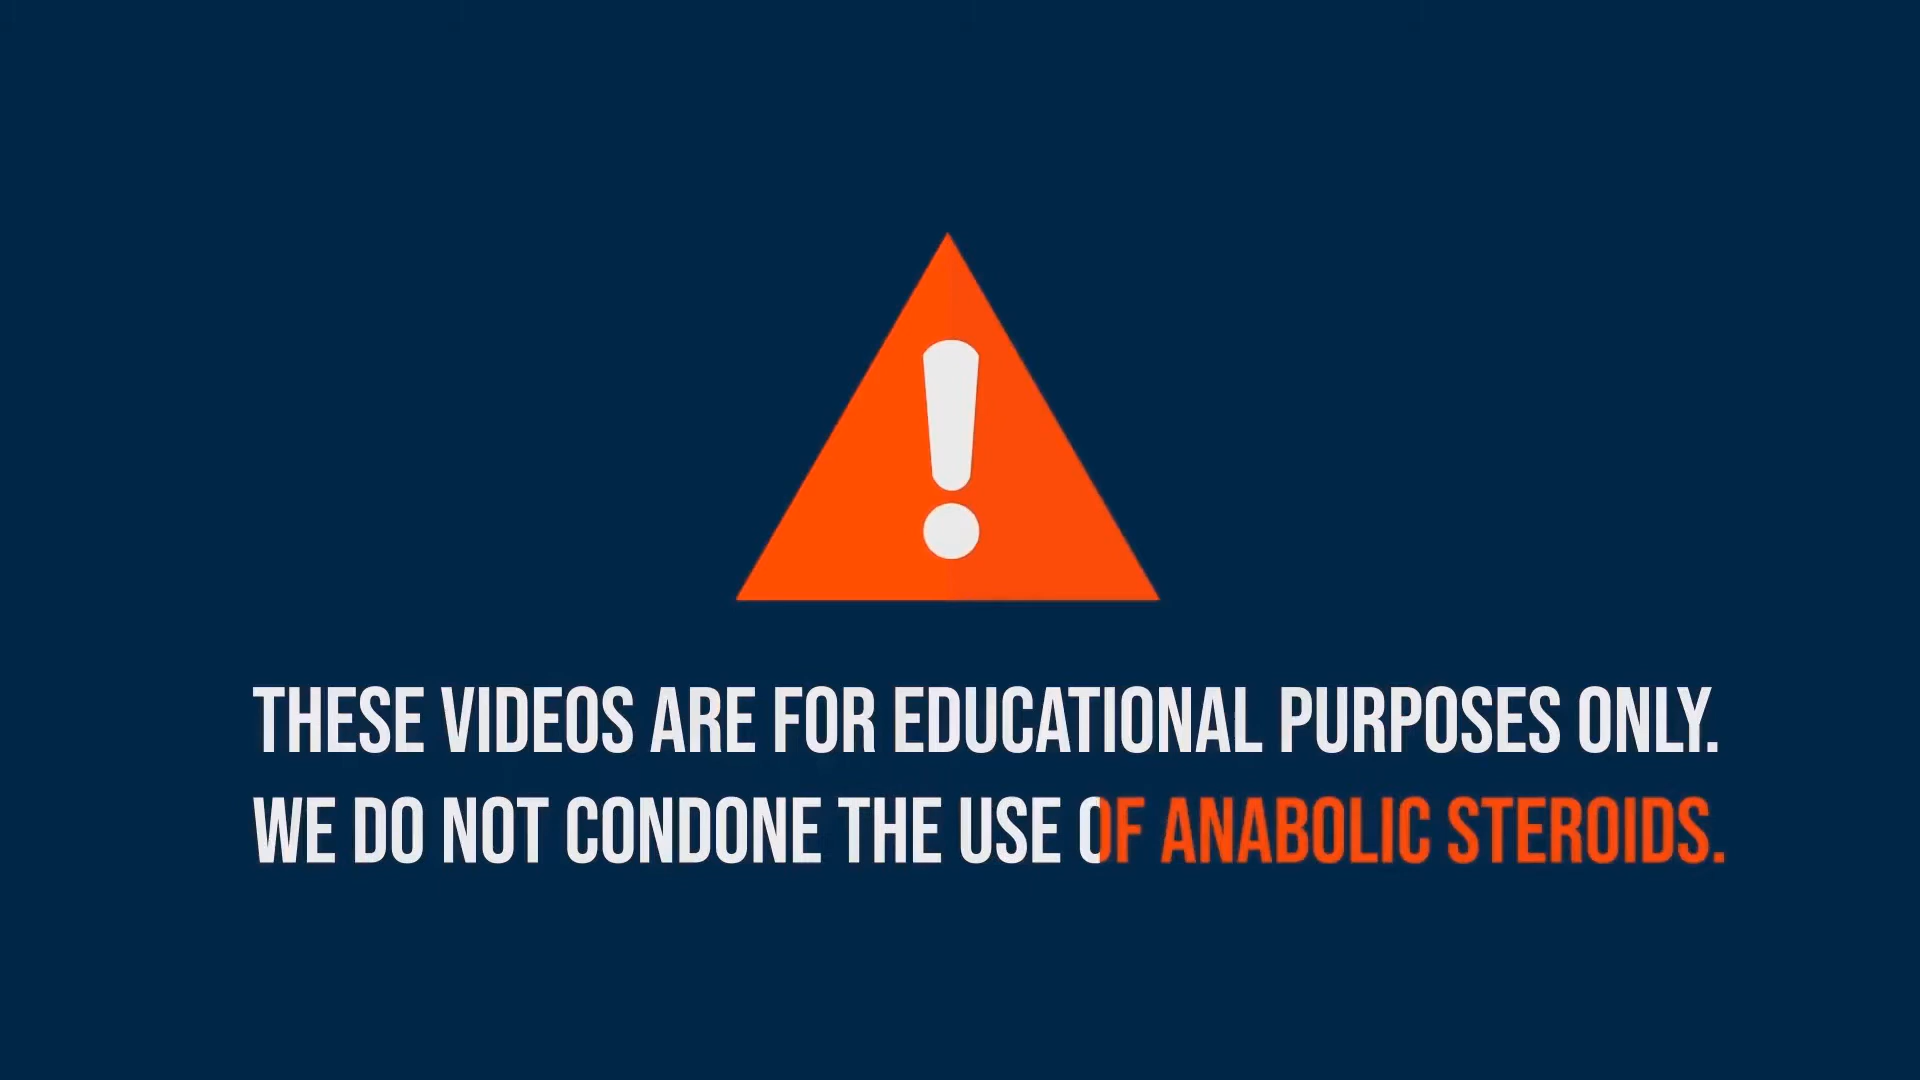 THESE VIDEOS ARE FOR EDUCATIONAL PURPOSES ONLY.
WE DO NOT CONDONE THE USE OF ANABOLIC STEROIDS.